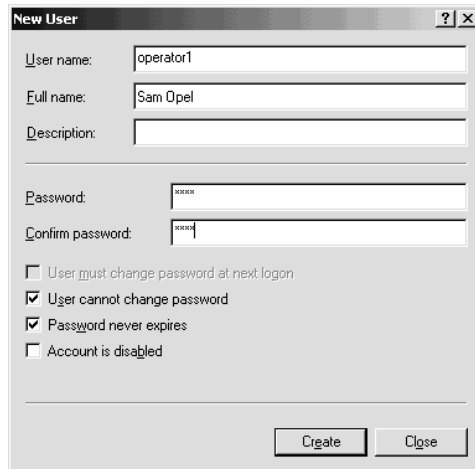 New User
User name: operator1
Full name: Sam Opel
Description:
Password: ****
Confirm password: ****
User must change password at next logon
User cannot change password
Password never expires
Account is disabled
Create Close